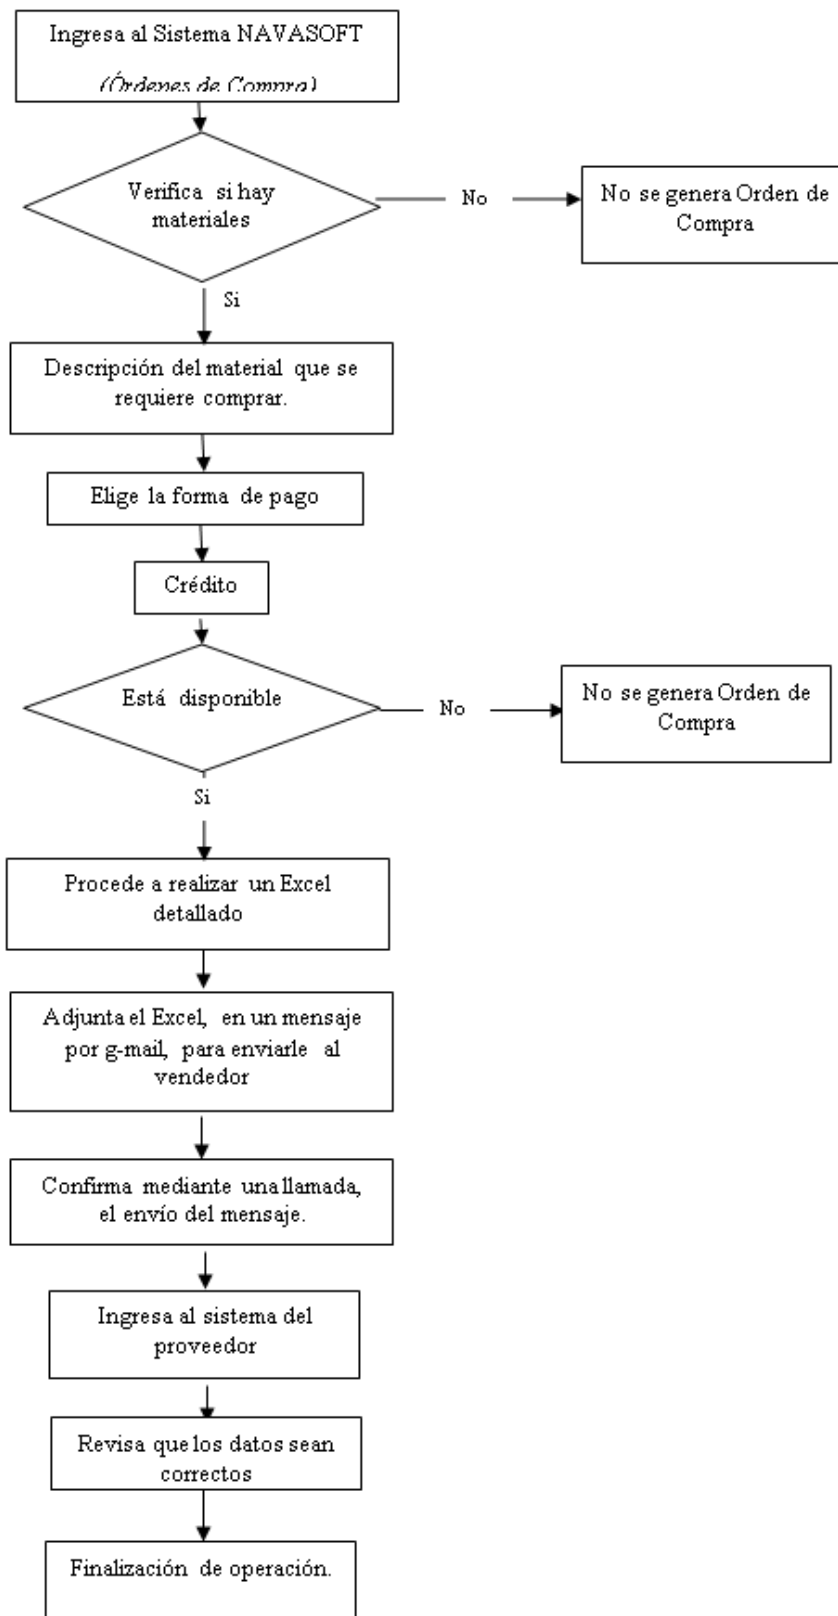 Ingresa al Sistema NAVASOFT
(Órdenes de Compra)
Verifica si hay
materiales
No
No se genera Orden de
Compra
Si
Descripción del material que se
requiere comprar.
Elige la forma de pago
Crédito
Está disponible
No
No se genera Orden de
Compra
Si
Procede a realizar un Excel
detallado
Adjunta el Excel, en un mensaje
por g-mail, para enviarle al
vendedor
Confirma mediante una llamada,
el envío del mensaje.
Ingresa al sistema del
proveedor
Revisa que los datos sean
correctos
Finalización de operación.